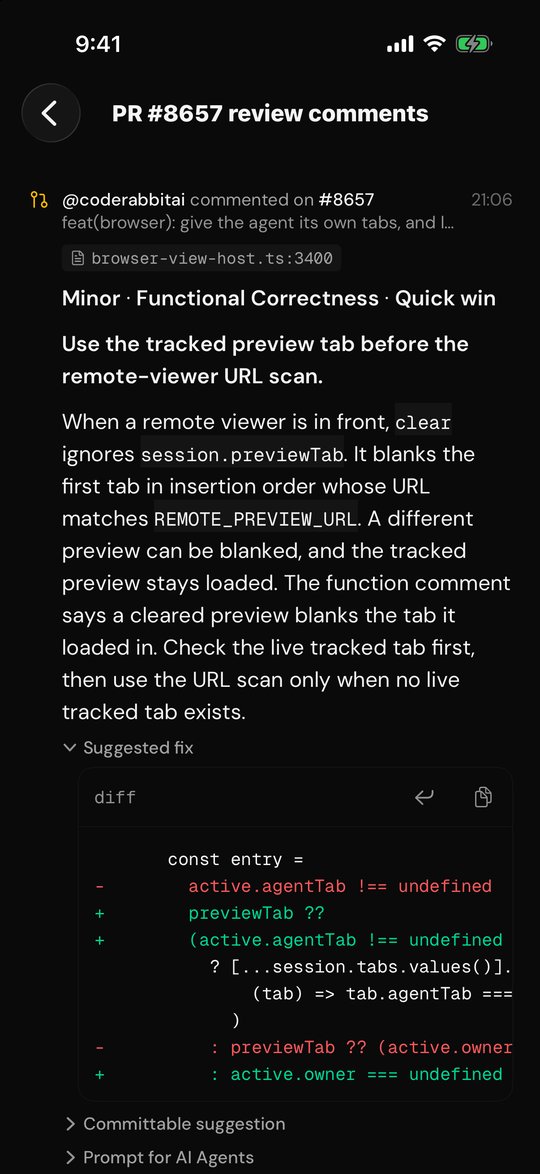 9:41
PR #8657 review comments
@coderabbitai commented on #8657 21:06
feat(browser): give the agent its own tabs, and l…
browser-view-host.ts:3400
Minor · Functional Correctness · Quick win
Use the tracked preview tab before the
remote-viewer URL scan.
When a remote viewer is in front, clear
ignores session.previewTab. It blanks the
first tab in insertion order whose URL
matches REMOTE_PREVIEW_URL. A different
preview can be blanked, and the tracked
preview stays loaded. The function comment
says a cleared preview blanks the tab it
loaded in. Check the live tracked tab first,
then use the URL scan only when no live
tracked tab exists.
Suggested fix
diff
const entry =
- active.agentTab !== undefined
+ previewTab ??
+ (active.agentTab !== undefined
? [...session.tabs.values()].
(tab) => tab.agentTab ===
)
- : previewTab ?? (active.owner
+ : active.owner === undefined
Committable suggestion
Prompt for AI Agents